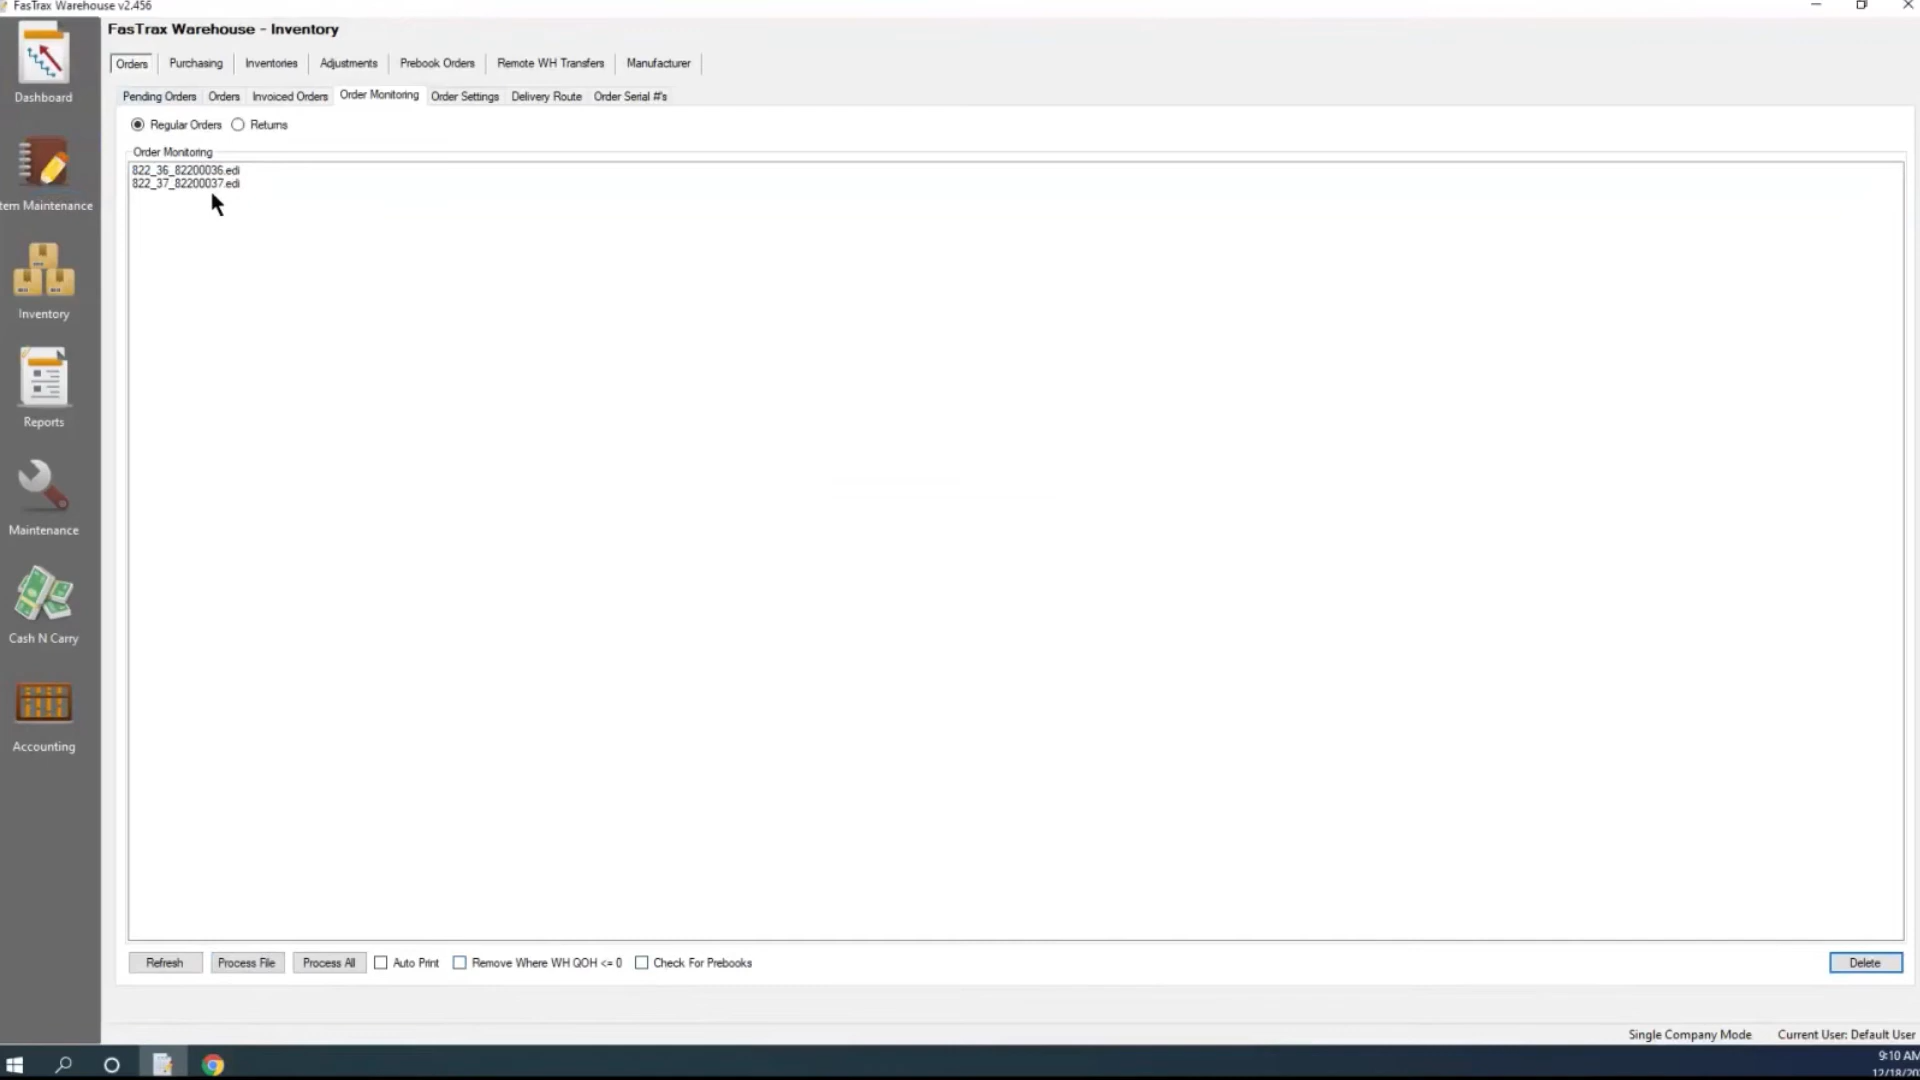 FasTrax Warehouse v2.456
FasTrax Warehouse - Inventory
Orders Purchasing Inventories Adjustments Prebook Orders Remote WH Transfers Manufacturer
Pending Orders Orders Invoiced Orders Order Monitoring Order Settings Delivery Route Order Serial #'s
Regular Orders Returns
Order Monitoring
822_36_82200036.edi
822_37_82200037.edi
Dashboard
tem Maintenance
Inventory
Reports
Maintenance
Cash N Carry
Accounting
Refresh Process File Process All Auto Print Remove Where WH QOH <= 0 Check For Prebooks Delete
Single Company Mode Current User: Default User
9:10 AM
12/18/20